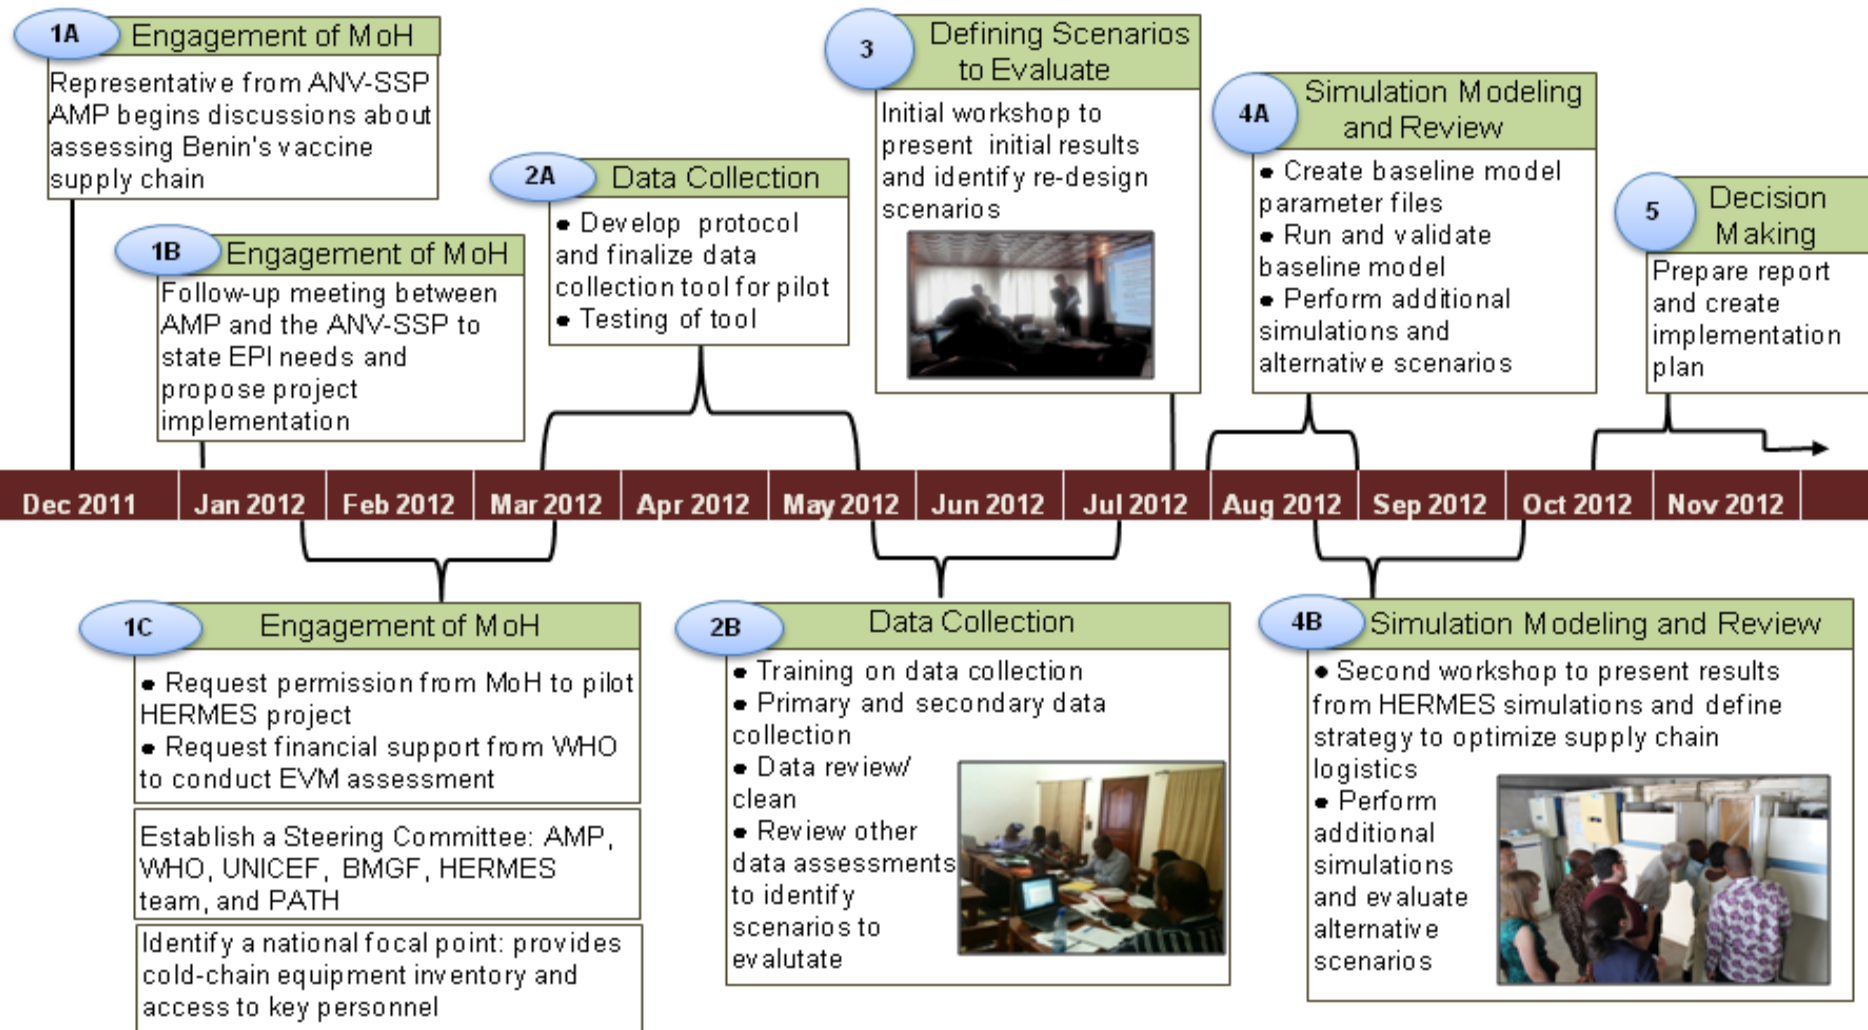 1A
Engagement of MoH
Representative from ANV-SSP
AMP begins discussions about
assessing Benin's vaccine
supply chain
1B
Engagement of MoH
Follow-up meeting between
AMP and the ANV-SSP to
state EPI needs and
propose project
implementation
2A
Data Collection
• Develop protocol
and finalize data
collection tool for pilot
• Testing of tool
3
Defining Scenarios
to Evaluate
Initial workshop to
present initial results
and identify re-design
scenarios
4A
Simulation Modeling
and Review
• Create baseline model
parameter files
• Run and validate
baseline model
• Perform additional
simulations and
alternative scenarios
5
Decision
Making
Prepare report
and create
implementation
plan
Dec 2011
Jan 2012
Feb 2012
Mar 2012
Apr 2012
May 2012
Jun 2012
Jul 2012
Aug 2012
Sep 2012
Oct 2012
Nov 2012
1C
Engagement of MoH
• Request permission from MoH to pilot
HERMES project
• Request financial support from WHO
to conduct EVM assessment
Establish a Steering Committee: AMP,
WHO, UNICEF, BMGF, HERMES
team, and PATH
Identify a national focal point: provides
cold-chain equipment inventory and
access to key personnel
2B
Data Collection
• Training on data collection
• Primary and secondary data
collection
• Data review/
clean
• Review other
data assessments
to identify
scenarios to
evalutate
4B
Simulation Modeling and Review
• Second workshop to present results
from HERMES simulations and define
strategy to optimize supply chain
logistics
• Perform
additional
simulations
and evaluate
alternative
scenarios